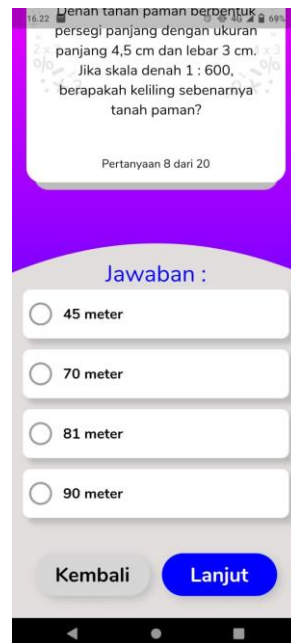 16.22
4G 69%
Denah tanah paman berbentuk
persegi panjang dengan ukuran
panjang 4,5 cm dan lebar 3 cm.
Jika skala denah 1 : 600,
berapakah keliling sebenarnya
tanah paman?
Pertanyaan 8 dari 20
Jawaban :
45 meter
70 meter
81 meter
90 meter
Kembali
Lanjut